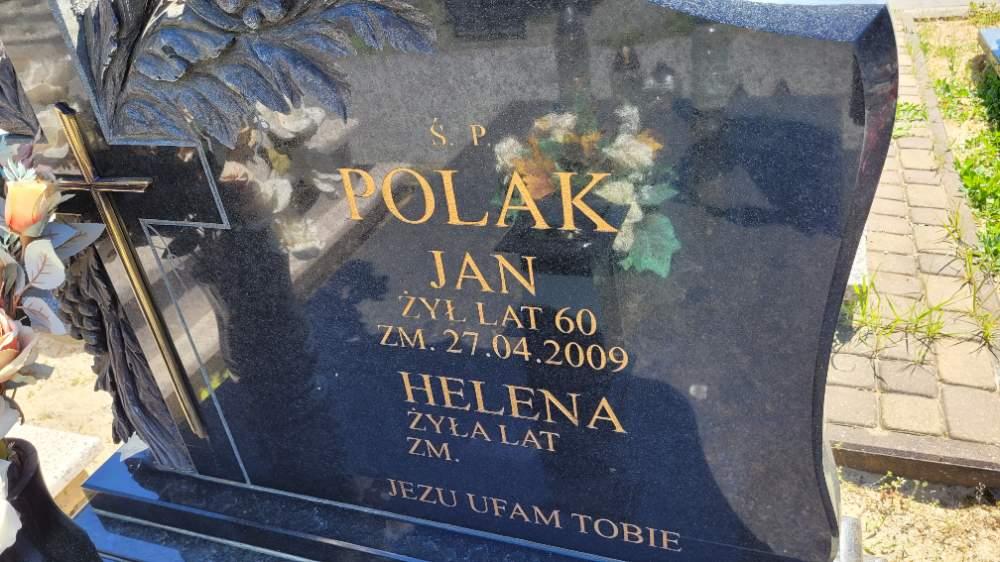 Ś. P.
POLAK
JAN
ŻYŁ LAT 60
ZM. 27.04.2009
HELENA
ŻYŁA LAT
ZM.
JEZU UFAM TOBIE